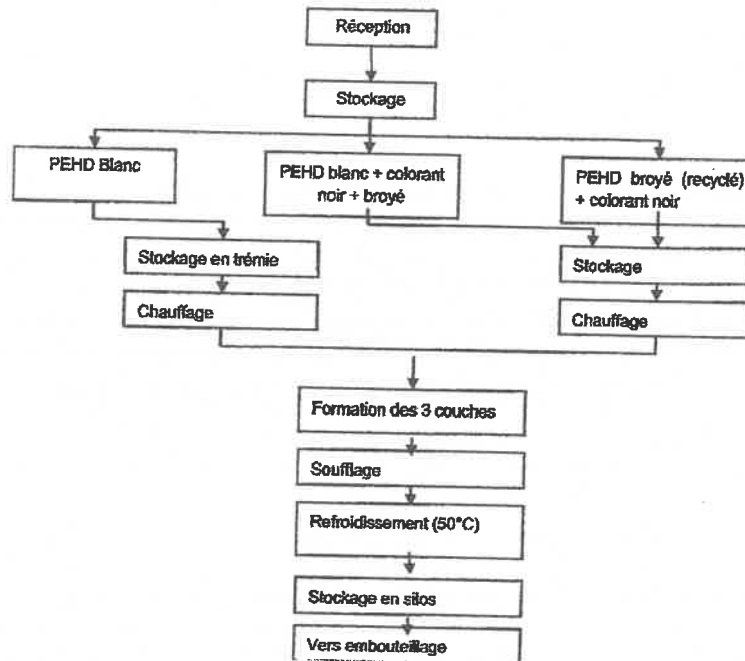 Réception
Stockage
PEHD Blanc
PEHD blanc + colorant
noir + broyé
PEHD broyé (recyclé)
+ colorant noir
Stockage en trémie
Stockage
Chauffage
Chauffage
Formation des 3 couches
Soufflage
Refroidissement (50°C)
Stockage en silos
Vers embouteillage